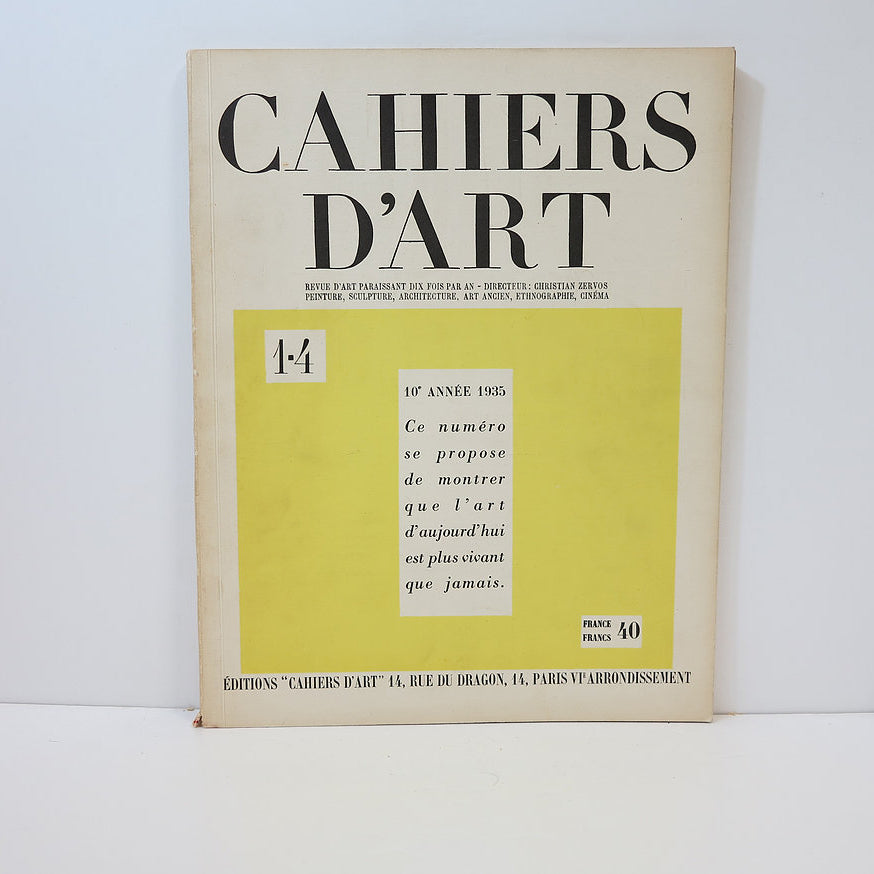 CAHIERS
D'ART
REVUE D'ART PARAISSANT DIX FOIS PAR AN - DIRECTEUR: CHRISTIAN ZERVOS
PEINTURE, SCULPTURE, ARCHITECTURE, ART ANCIEN, ETHNOGRAPHIE, CINÉMA
1-4
10e ANNÉE 1935
Ce numéro
se propose
de montrer
que l'art
d'aujourd'hui
est plus vivant
que jamais.
FRANCE
FRANCS 40
ÉDITIONS "CAHIERS D'ART" 14, RUE DU DRAGON, 14, PARIS VIE ARRONDISSEMENT